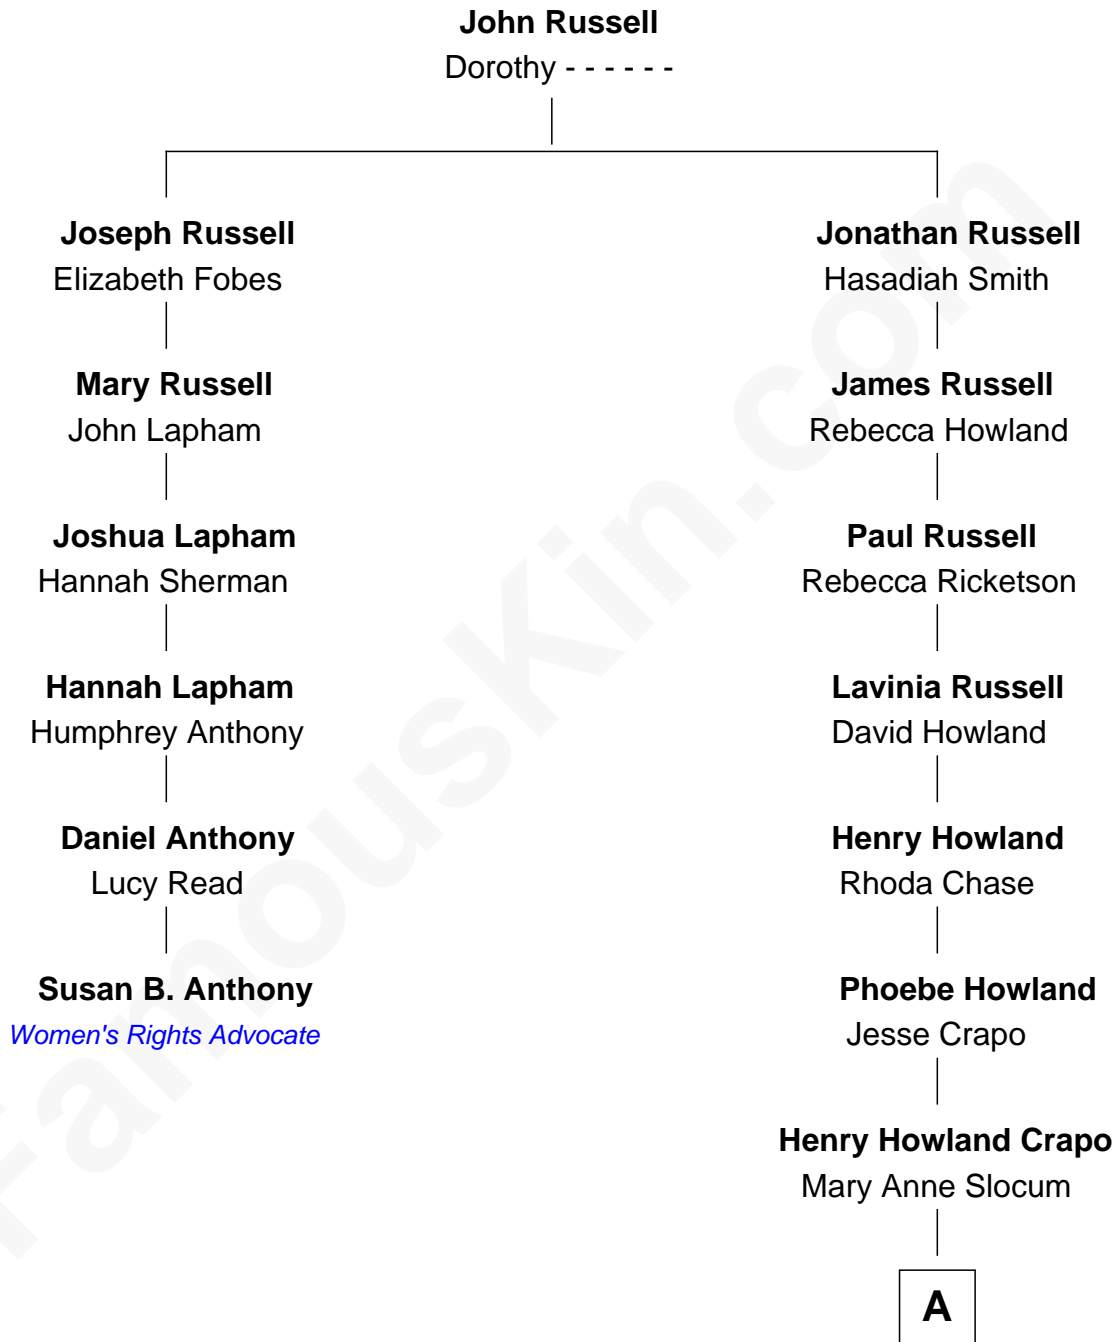 John Russell
Dorothy - - - - - -
Joseph Russell
Elizabeth Fobes
Jonathan Russell
Hasadiah Smith
Mary Russell
John Lapham
James Russell
Rebecca Howland
Joshua Lapham
Hannah Sherman
Paul Russell
Rebecca Ricketson
Hannah Lapham
Humphrey Anthony
Lavinia Russell
David Howland
Daniel Anthony
Lucy Read
Henry Howland
Rhoda Chase
Susan B. Anthony
Women's Rights Advocate
Phoebe Howland
Jesse Crapo
Henry Howland Crapo
Mary Anne Slocum
A
FamousKin.com